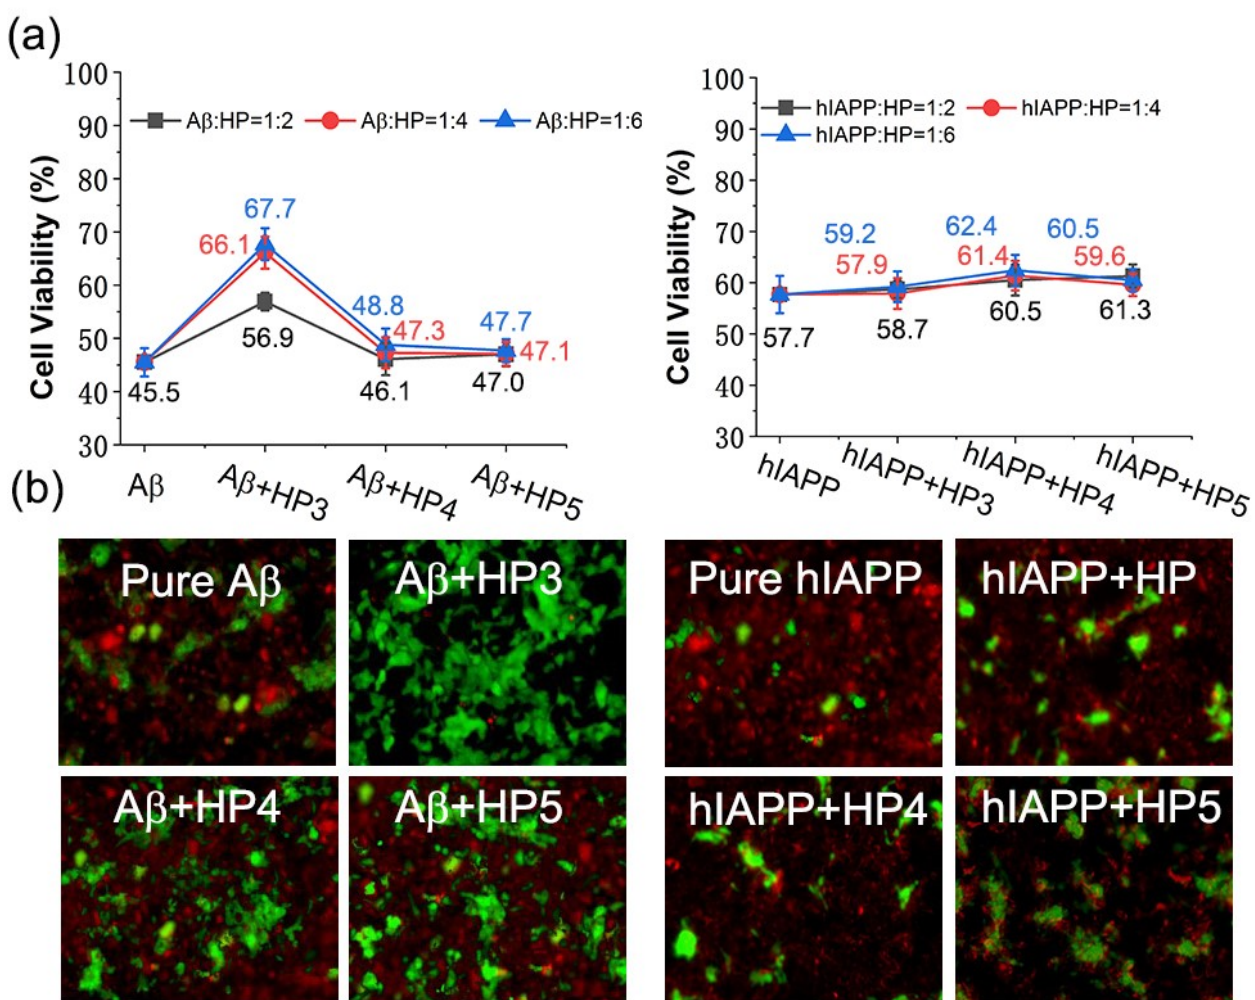 (a)
100
90
80
70
60
50
40
30
Cell Viability (%)
Aβ:HP=1:2 Aβ:HP=1:4 Aβ:HP=1:6
67.7
66.1
56.9
48.8
47.3
47.7
47.1
45.5
46.1
47.0
Aβ
Aβ+HP3
Aβ+HP4
Aβ+HP5
100
90
80
70
60
50
40
30
Cell Viability (%)
hIAPP:HP=1:2 hIAPP:HP=1:4
hIAPP:HP=1:6
59.2
62.4
60.5
57.9
61.4
59.6
57.7
58.7
60.5
61.3
hIAPP
hIAPP+HP3
hIAPP+HP4
hIAPP+HP5
(b)
Pure Aβ
Aβ+HP3
Pure hIAPP
hIAPP+HP
Aβ+HP4
Aβ+HP5
hIAPP+HP4
hIAPP+HP5